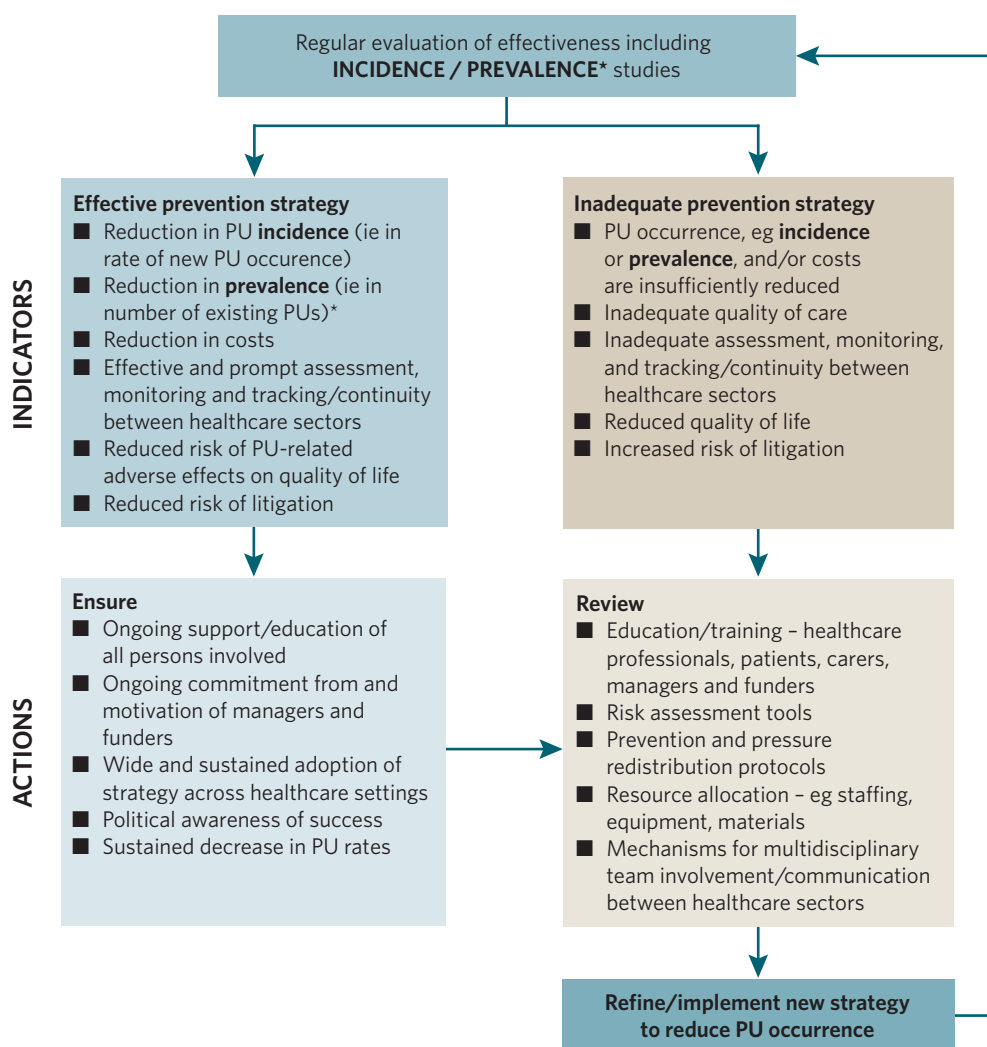 Regular evaluation of effectiveness including
INCIDENCE / PREVALENCE* studies
INDICATORS
Effective prevention strategy
■ Reduction in PU incidence (ie in
rate of new PU occurence)
■ Reduction in prevalence (ie in
number of existing PUs)*
■ Reduction in costs
■ Effective and prompt assessment,
monitoring and tracking/continuity
between healthcare sectors
■ Reduced risk of PU-related
adverse effects on quality of life
■ Reduced risk of litigation
Inadequate prevention strategy
■ PU occurrence, eg incidence
or prevalence, and/or costs
are insufficiently reduced
■ Inadequate quality of care
■ Inadequate assessment, monitoring,
and tracking/continuity between
healthcare sectors
■ Reduced quality of life
■ Increased risk of litigation
ACTIONS
Ensure
■ Ongoing support/education of
all persons involved
■ Ongoing commitment from and
motivation of managers and
funders
■ Wide and sustained adoption of
strategy across healthcare settings
■ Political awareness of success
■ Sustained decrease in PU rates
Review
■ Education/training – healthcare
professionals, patients, carers,
managers and funders
■ Risk assessment tools
■ Prevention and pressure
redistribution protocols
■ Resource allocation – eg staffing,
equipment, materials
■ Mechanisms for multidisciplinary
team involvement/communication
between healthcare sectors
Refine/implement new strategy
to reduce PU occurrence